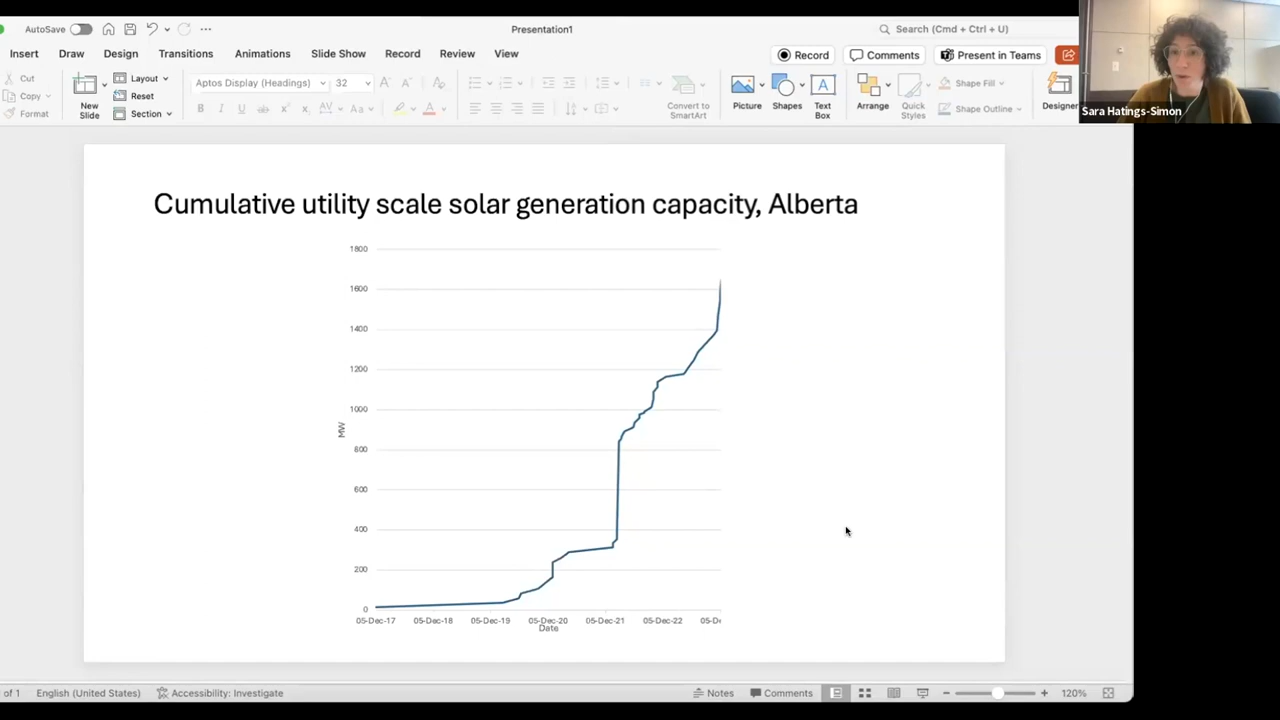 AutoSave
Presentation1
Search (Cmd + Ctrl + U)
Insert Draw Design Transitions Animations Slide Show Record Review View
Record Comments Present in Teams
Cut
Copy
Format
New
Slide
Layout
Reset
Section
Aptos Display (Headings) 32
Convert to
SmartArt
Picture
Shapes
Text
Box
Arrange
Quick
Styles
Shape Fill
Shape Outline
Designer
Sara Hatings-Simon
Cumulative utility scale solar generation capacity, Alberta
1800
1600
1400
1200
1000
800
600
400
200
0
MW
05-Dec-17 05-Dec-18 05-Dec-19 05-Dec-20 05-Dec-21 05-Dec-22 05-De
Date
of 1 English (United States) Accessibility: Investigate Notes Comments 120%